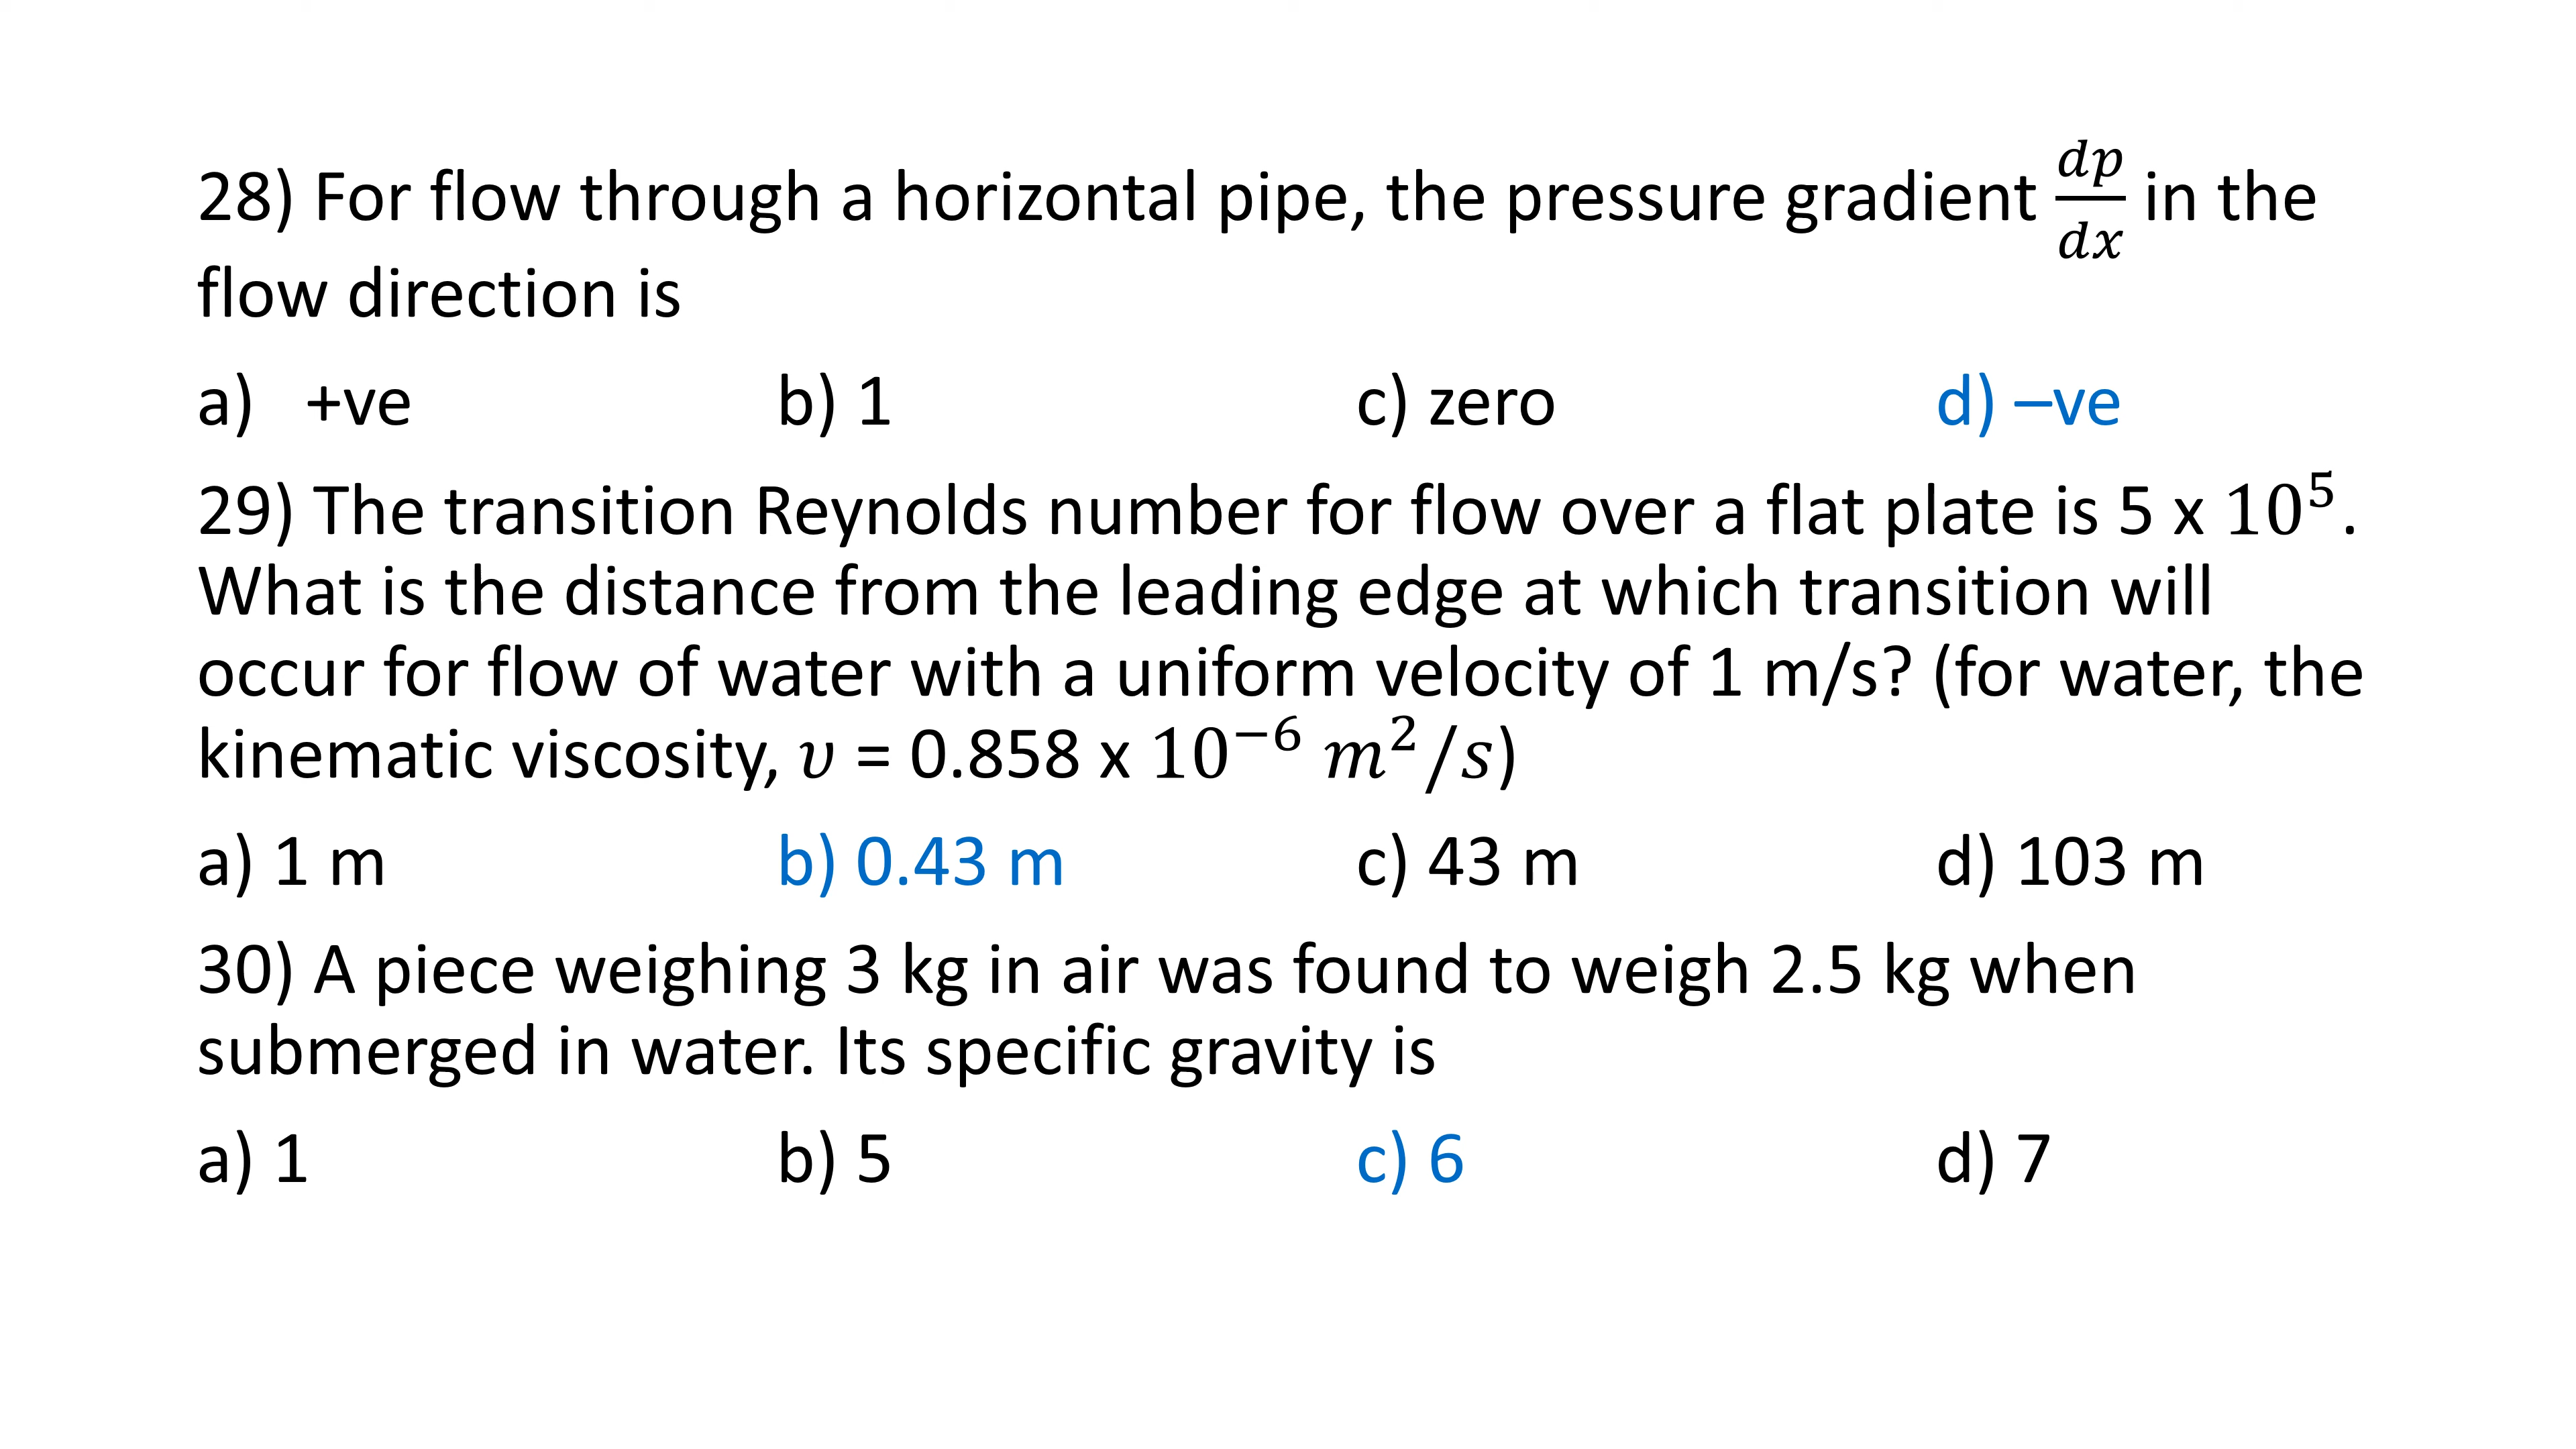 28) For flow through a horizontal pipe, the pressure gradient dp/dx in the
flow direction is
a) +ve b) 1 c) zero d) –ve
29) The transition Reynolds number for flow over a flat plate is 5 x 10⁵.
What is the distance from the leading edge at which transition will
occur for flow of water with a uniform velocity of 1 m/s? (for water, the
kinematic viscosity, υ = 0.858 x 10⁻⁶ m²/s)
a) 1 m b) 0.43 m c) 43 m d) 103 m
30) A piece weighing 3 kg in air was found to weigh 2.5 kg when
submerged in water. Its specific gravity is
a) 1 b) 5 c) 6 d) 7